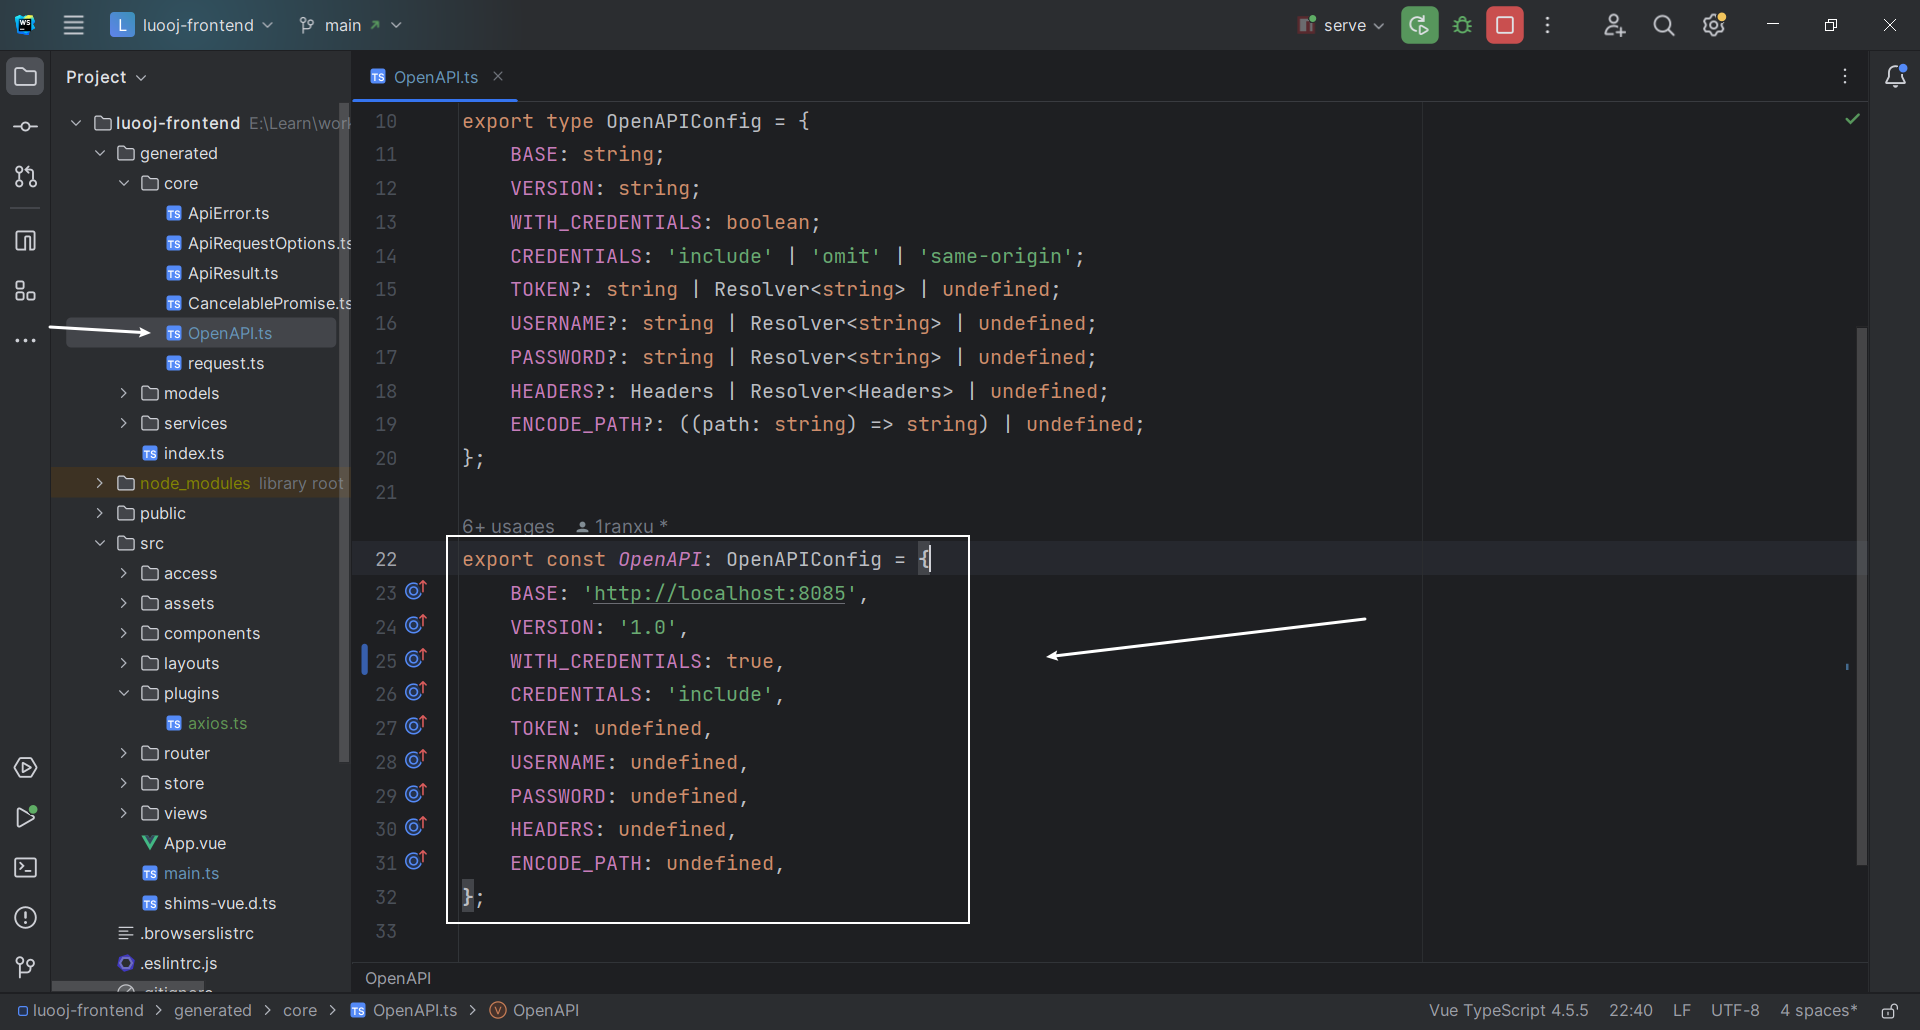 L luooj-frontend main serve
Project
OpenAPI.ts
luooj-frontend E:\Learn\work
generated
core
ApiError.ts
ApiRequestOptions.ts
ApiResult.ts
CancelablePromise.ts
OpenAPI.ts
request.ts
models
services
index.ts
node_modules library root
public
src
access
assets
components
layouts
plugins
axios.ts
router
store
views
App.vue
main.ts
shims-vue.d.ts
.browserslistrc
.eslintrc.js
10 export type OpenAPIConfig = {
11 BASE: string;
12 VERSION: string;
13 WITH_CREDENTIALS: boolean;
14 CREDENTIALS: 'include' | 'omit' | 'same-origin';
15 TOKEN?: string | Resolver<string> | undefined;
16 USERNAME?: string | Resolver<string> | undefined;
17 PASSWORD?: string | Resolver<string> | undefined;
18 HEADERS?: Headers | Resolver<Headers> | undefined;
19 ENCODE_PATH?: ((path: string) => string) | undefined;
20 };
21
6+ usages 1ranxu *
22 export const OpenAPI: OpenAPIConfig = {
23 BASE: 'http://localhost:8085',
24 VERSION: '1.0',
25 WITH_CREDENTIALS: true,
26 CREDENTIALS: 'include',
27 TOKEN: undefined,
28 USERNAME: undefined,
29 PASSWORD: undefined,
30 HEADERS: undefined,
31 ENCODE_PATH: undefined,
32 };
33
OpenAPI
luooj-frontend > generated > core > OpenAPI.ts > OpenAPI
Vue TypeScript 4.5.5 22:40 LF UTF-8 4 spaces*